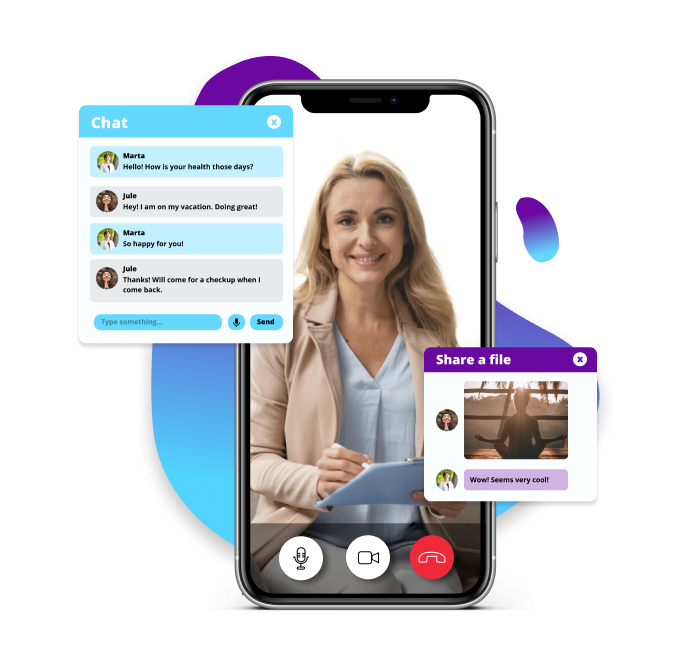 Chat
x
Marta
Hello! How is your health those days?
Jule
Hey! I am on my vacation. Doing great!
Marta
So happy for you!
Jule
Thanks! Will come for a checkup when I
come back.
Type something...
Send
Share a file
x
Wow! Seems very cool!